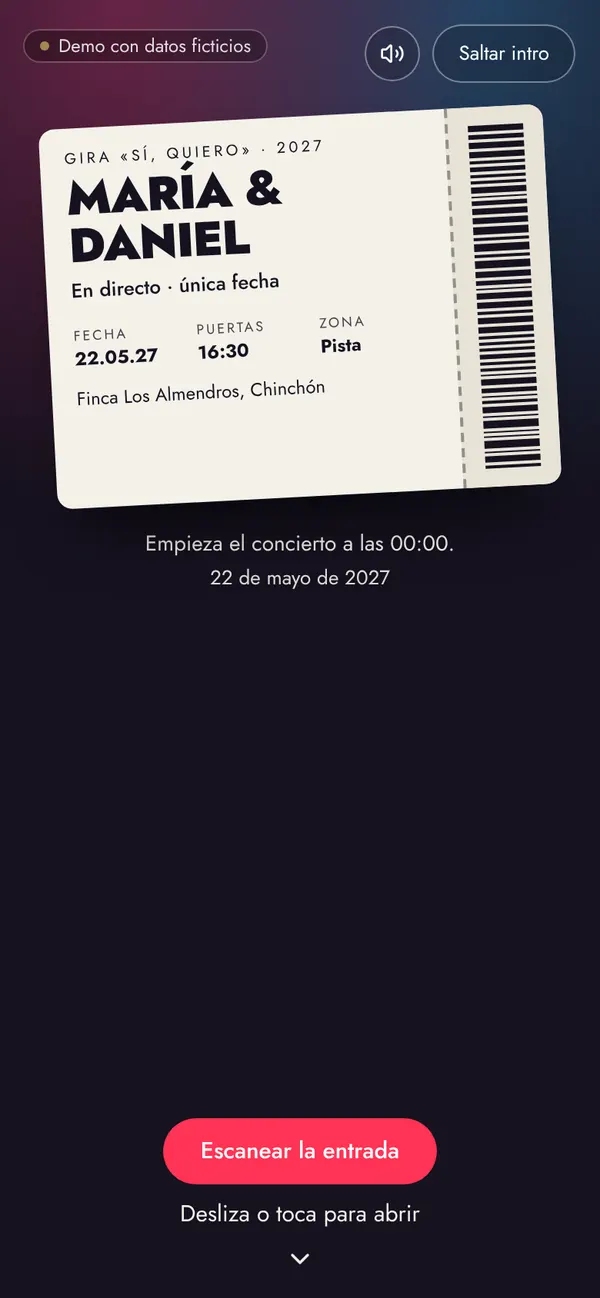 Demo con datos ficticios
Saltar intro
GIRA «SÍ, QUIERO» · 2027
MARÍA &
DANIEL
En directo · única fecha
FECHA PUERTAS ZONA
22.05.27 16:30 Pista
Finca Los Almendros, Chinchón
Empieza el concierto a las 00:00.
22 de mayo de 2027
Escanear la entrada
Desliza o toca para abrir